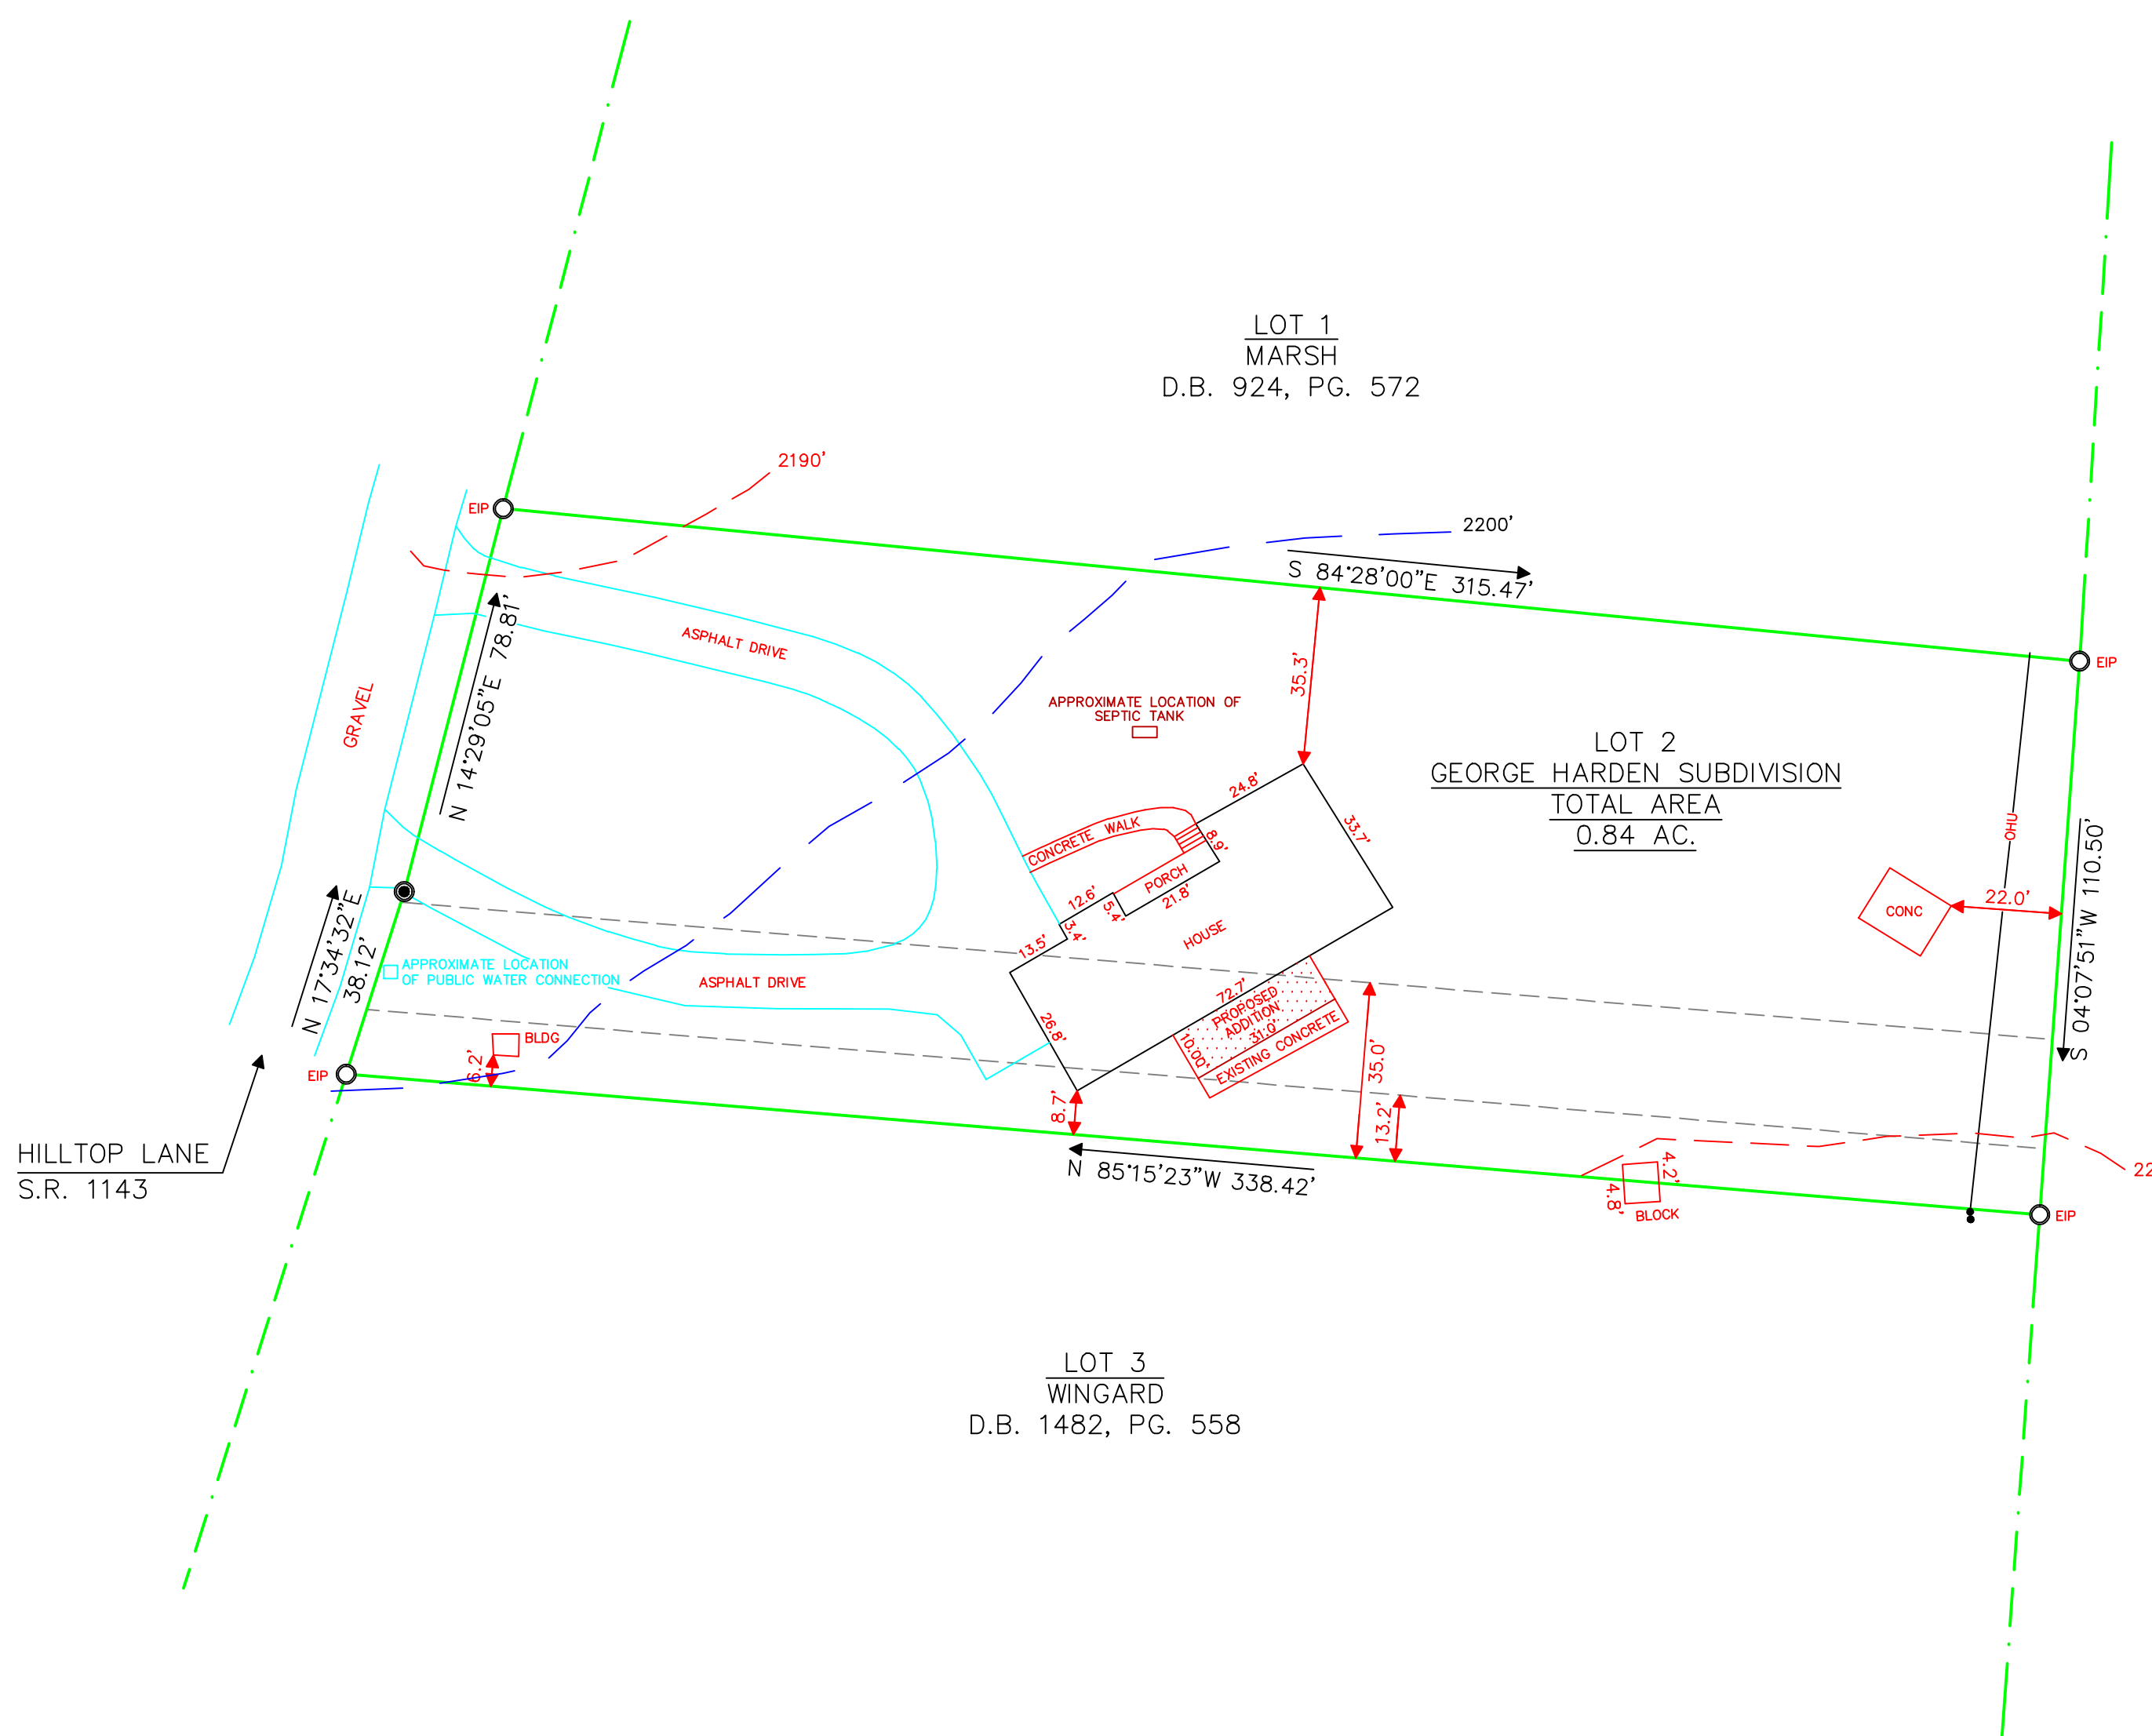 LOT 1
MARSH
D.B. 924, PG. 572
2190'
2200'
EIP
S 84°28'00"E 315.47'
EIP
N 14°29'05"E 78.81'
ASPHALT DRIVE
GRAVEL
35.3'
APPROXIMATE LOCATION OF
SEPTIC TANK
LOT 2
GEORGE HARDEN SUBDIVISION
TOTAL AREA
0.84 AC.
OHU
24.8'
33.7'
CONCRETE WALK
8.9'
PORCH
21.8'
12.6'
5.4'
3.4'
13.5'
HOUSE
CONC
22.0'
S 04°07'51"W 110.50'
N 17°34'32"E
38.12'
APPROXIMATE LOCATION
OF PUBLIC WATER CONNECTION
ASPHALT DRIVE
72.7'
PROPOSED
ADDITION
31.0'
10.00'
EXISTING CONCRETE
26.8'
35.0'
13.2'
8.7'
BLDG
6.2'
EIP
N 85°15'23"W 338.42'
4.2'
4.8'
BLOCK
22
EIP
HILLTOP LANE
S.R. 1143
LOT 3
WINGARD
D.B. 1482, PG. 558